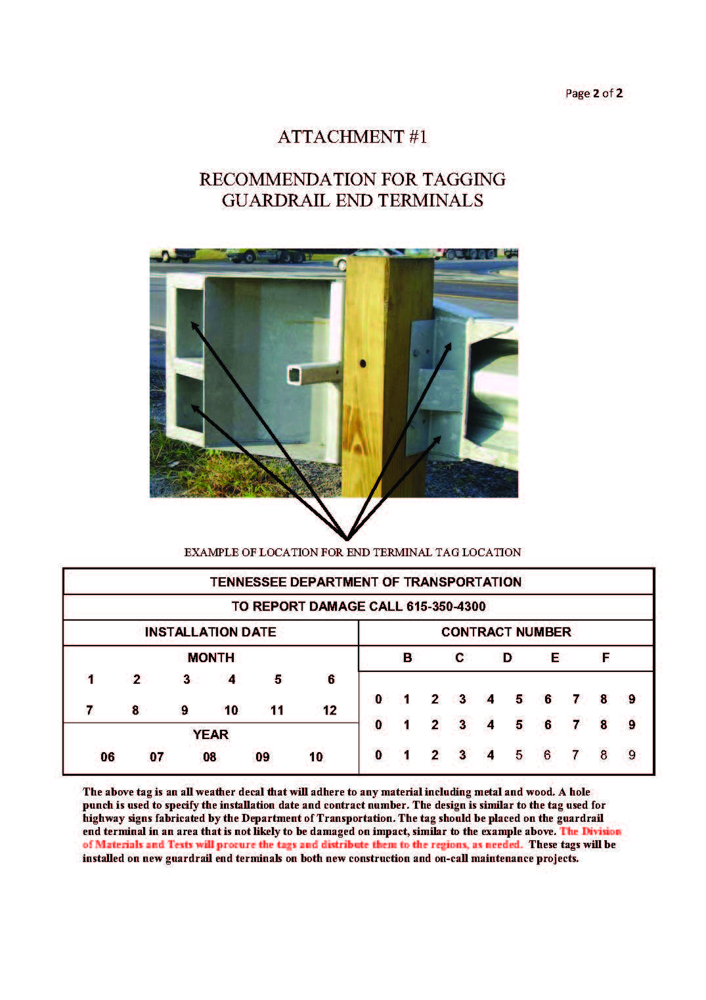 Page 2 of 2
ATTACHMENT #1
RECOMMENDATION FOR TAGGING
GUARDRAIL END TERMINALS
EXAMPLE OF LOCATION FOR END TERMINAL TAG LOCATION
TENNESSEE DEPARTMENT OF TRANSPORTATION
TO REPORT DAMAGE CALL 615-350-4300
INSTALLATION DATE
MONTH
1 2 3 4 5 6
7 8 9 10 11 12
YEAR
06 07 08 09 10
CONTRACT NUMBER
B C D E F
0 1 2 3 4 5 6 7 8 9
0 1 2 3 4 5 6 7 8 9
0 1 2 3 4 5 6 7 8 9
The above tag is an all weather decal that will adhere to any material including metal and wood. A hole
punch is used to specify the installation date and contract number. The design is similar to the tag used for
highway signs fabricated by the Department of Transportation. The tag should be placed on the guardrail
end terminal in an area that is not likely to be damaged on impact, similar to the example above. The Division
of Materials and Tests will procure the tags and distribute them to the regions, as needed. These tags will be
installed on new guardrail end terminals on both new construction and on-call maintenance projects.